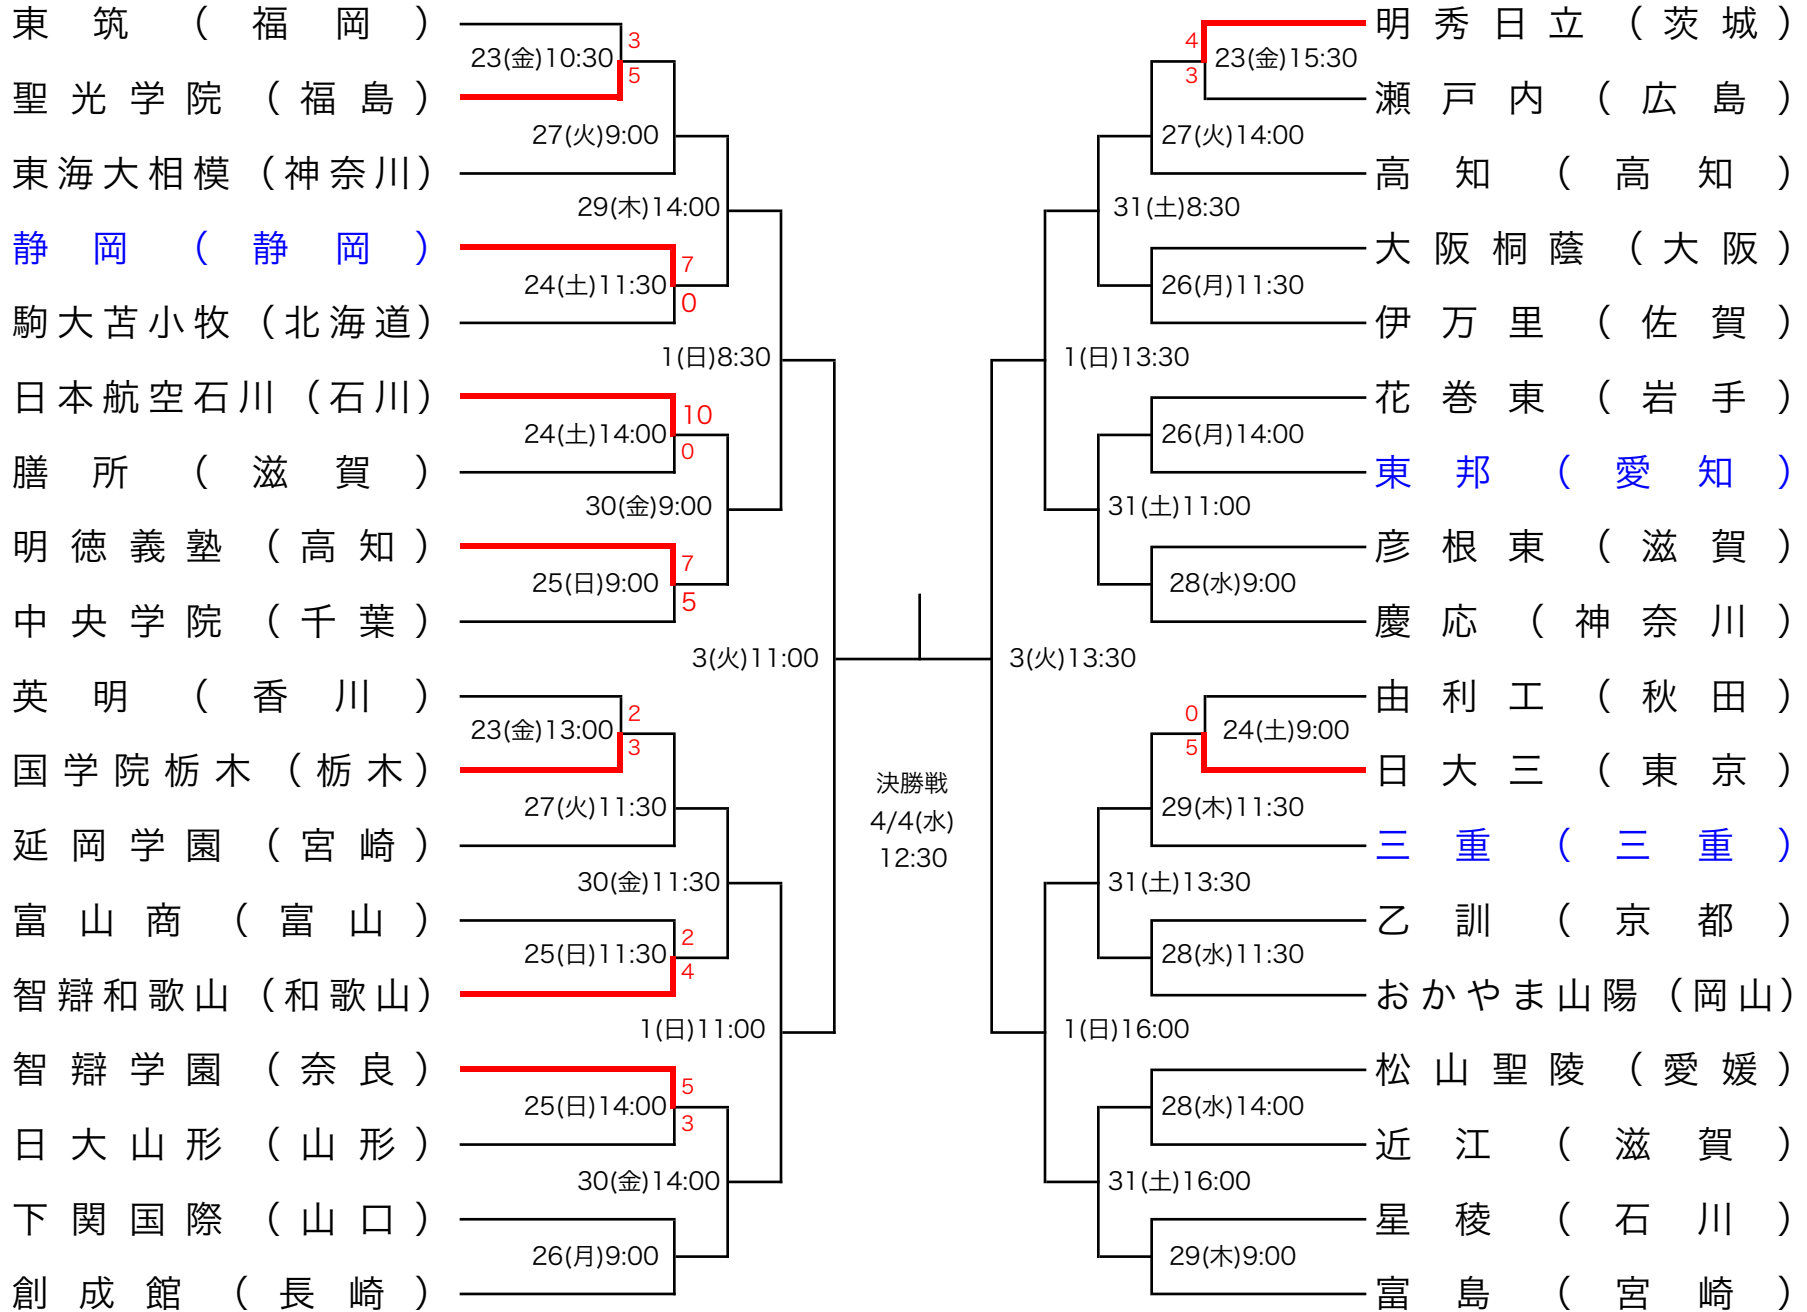 東筑(福岡)
3
23(金)10:30
5
聖光学院(福島)
27(火)9:00
東海大相模(神奈川)
29(木)14:00
静岡(静岡)
7
24(土)11:30
0
駒大苫小牧(北海道)
1(日)8:30
日本航空石川(石川)
10
24(土)14:00
0
膳所(滋賀)
30(金)9:00
明徳義塾(高知)
7
25(日)9:00
5
中央学院(千葉)
3(火)11:00
英明(香川)
2
23(金)13:00
3
国学院栃木(栃木)
27(火)11:30
延岡学園(宮崎)
30(金)11:30
富山商(富山)
2
25(日)11:30
4
智辯和歌山(和歌山)
1(日)11:00
智辯学園(奈良)
5
25(日)14:00
3
日大山形(山形)
30(金)14:00
下関国際(山口)
26(月)9:00
創成館(長崎)
決勝戦
4/4(水)
12:30
明秀日立(茨城)
4
23(金)15:30
3
瀬戸内(広島)
27(火)14:00
高知(高知)
31(土)8:30
大阪桐蔭(大阪)
26(月)11:30
伊万里(佐賀)
1(日)13:30
花巻東(岩手)
26(月)14:00
東邦(愛知)
31(土)11:00
彦根東(滋賀)
28(水)9:00
慶応(神奈川)
3(火)13:30
由利工(秋田)
0
24(土)9:00
5
日大三(東京)
29(木)11:30
三重(三重)
31(土)13:30
乙訓(京都)
28(水)11:30
おかやま山陽(岡山)
1(日)16:00
松山聖陵(愛媛)
28(水)14:00
近江(滋賀)
31(土)16:00
星稜(石川)
29(木)9:00
富島(宮崎)